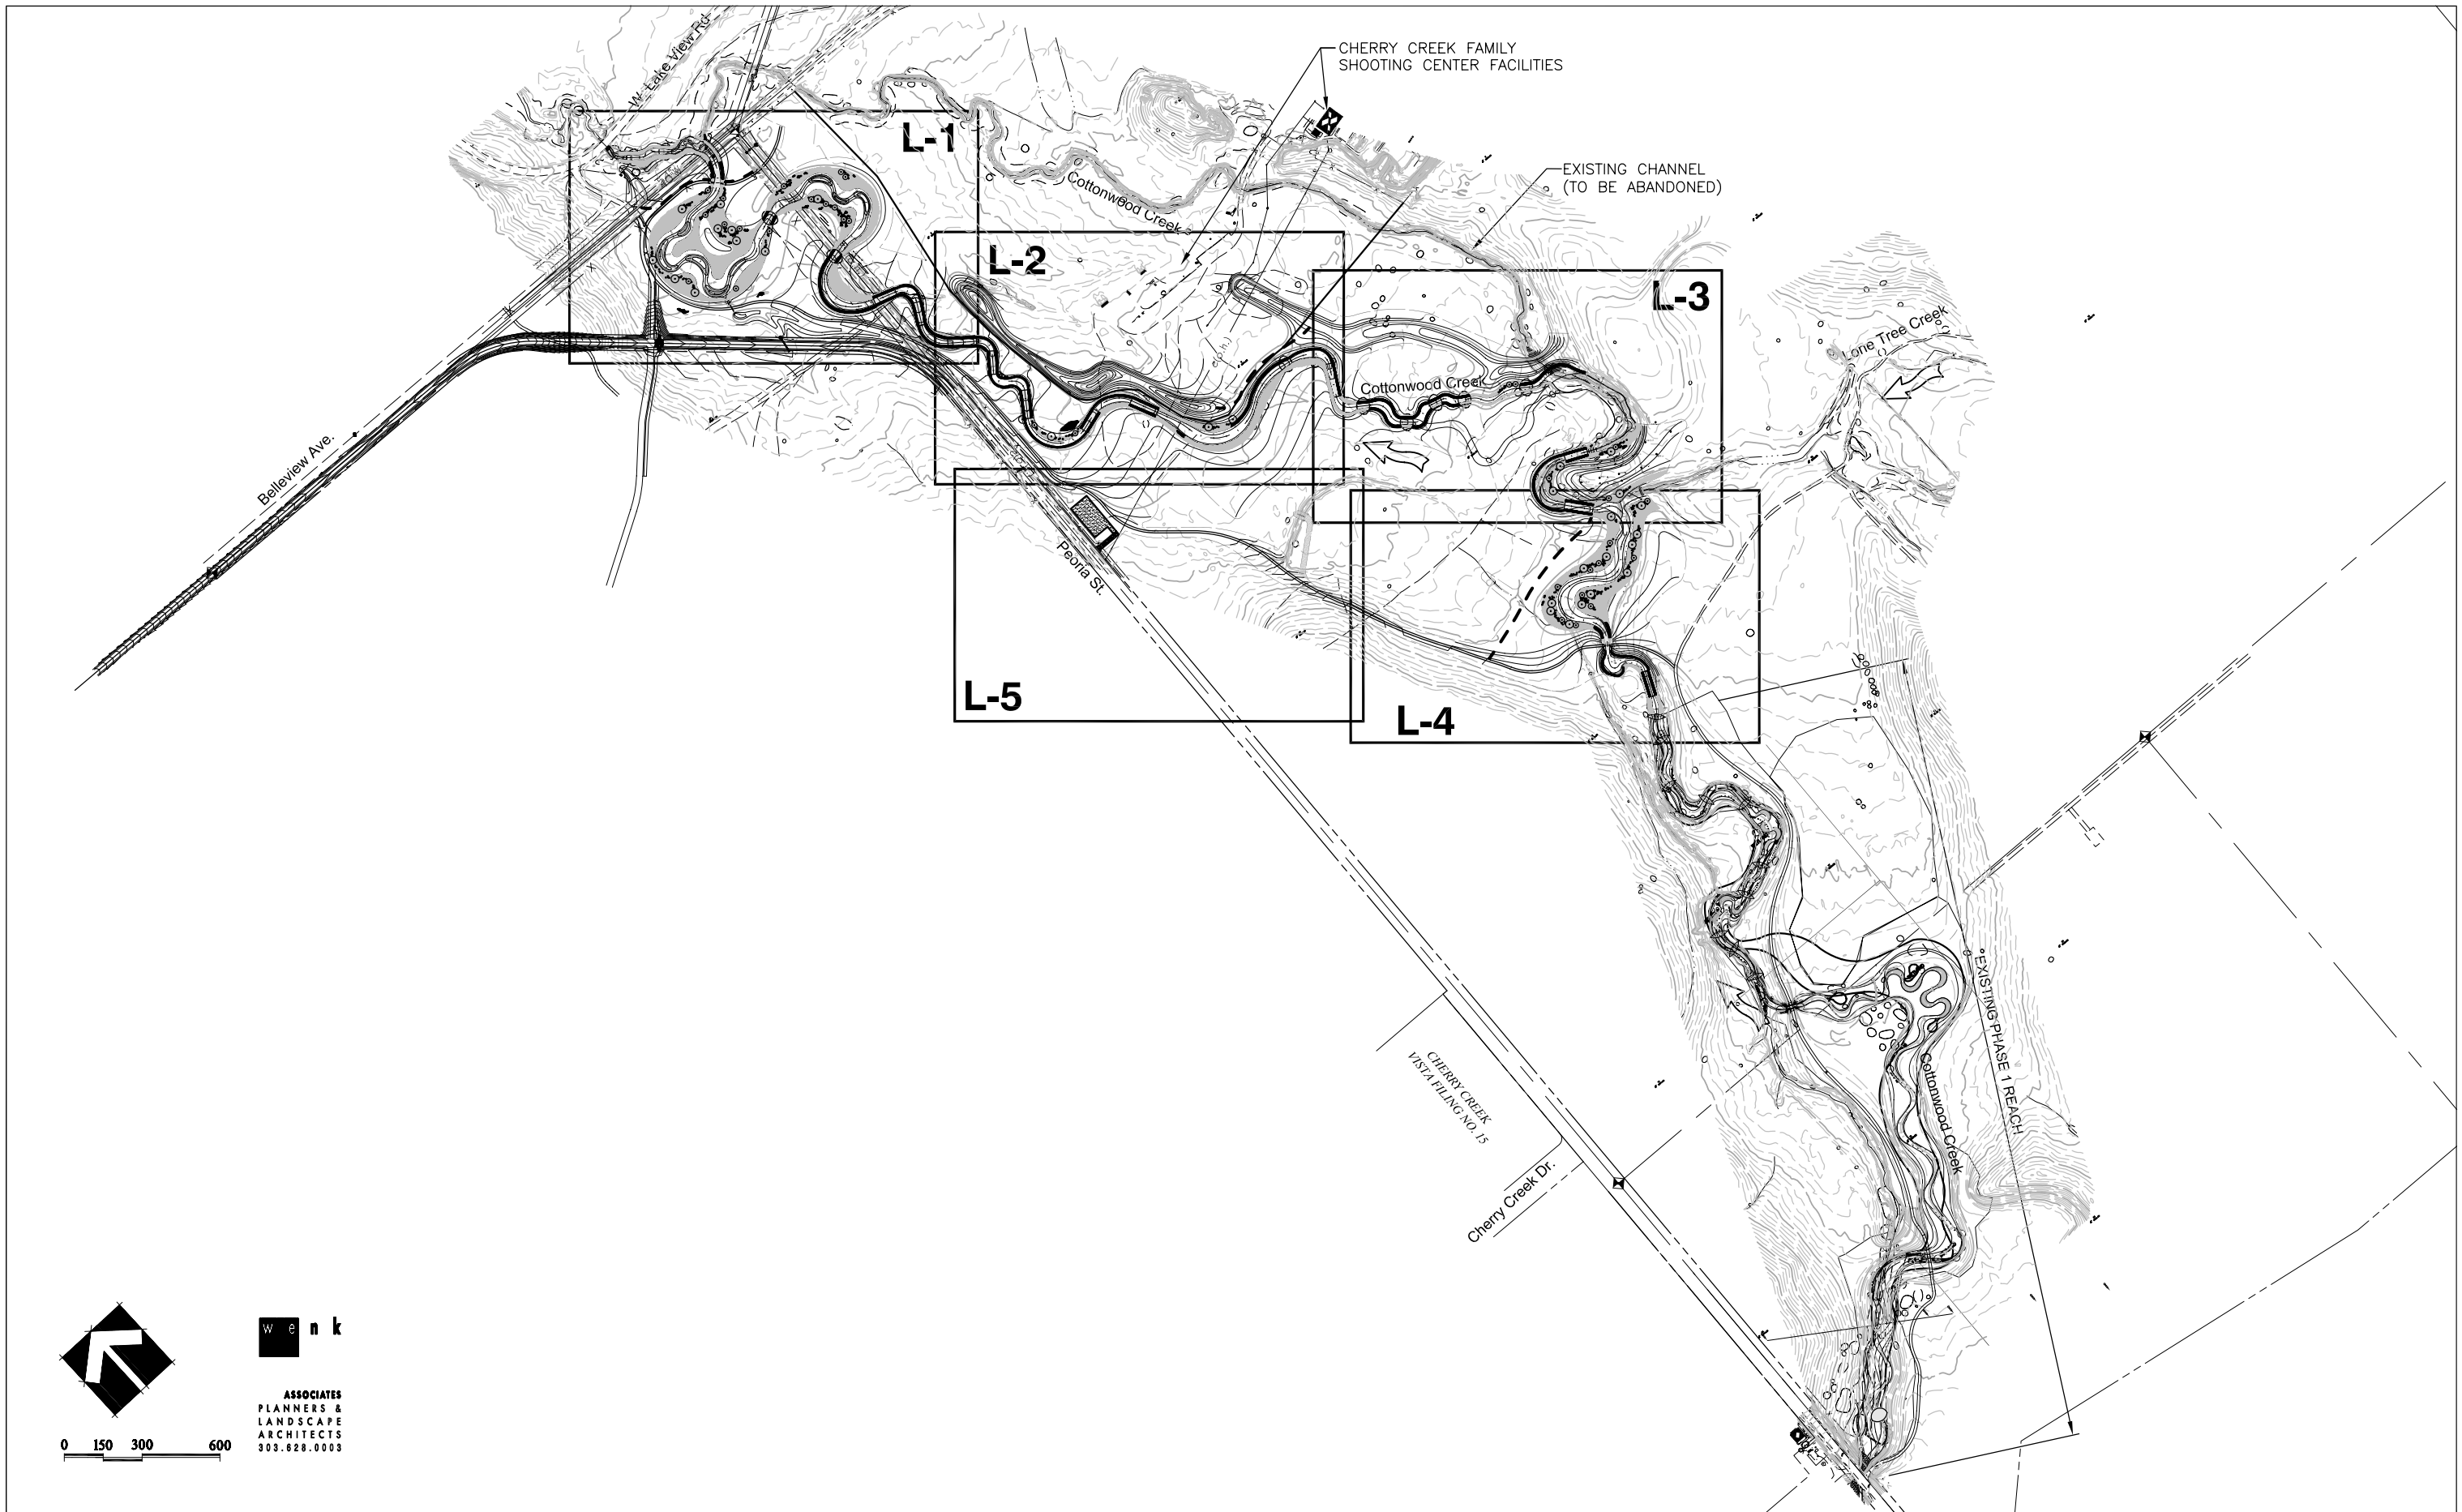 W. Lake View Rd
CHERRY CREEK FAMILY
SHOOTING CENTER FACILITIES
L-1
EXISTING CHANNEL
(TO BE ABANDONED)
Cottonwood Creek
L-2
L-3
Lone Tree Creek
Cottonwood Creek
Belleview Ave.
Peoria St.
L-5
L-4
EXISTING PHASE 1 REACH
Cottonwood Creek
CHERRY CREEK
VISTA FILING NO. 15
Cherry Creek Dr.
wenk
ASSOCIATES
PLANNERS &
LANDSCAPE
ARCHITECTS
303.628.0003
0 150 300 600